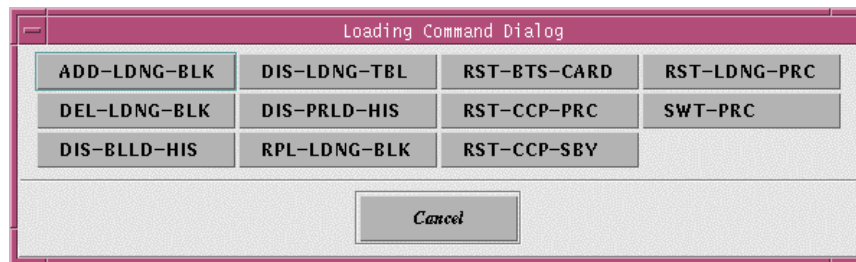 Loading Command Dialog
ADD-LDNG-BLK DIS-LDNG-TBL RST-BTS-CARD RST-LDNG-PRC
DEL-LDNG-BLK DIS-PRLD-HIS RST-CCP-PRC SWT-PRC
DIS-BLLD-HIS RPL-LDNG-BLK RST-CCP-SBY
Cancel